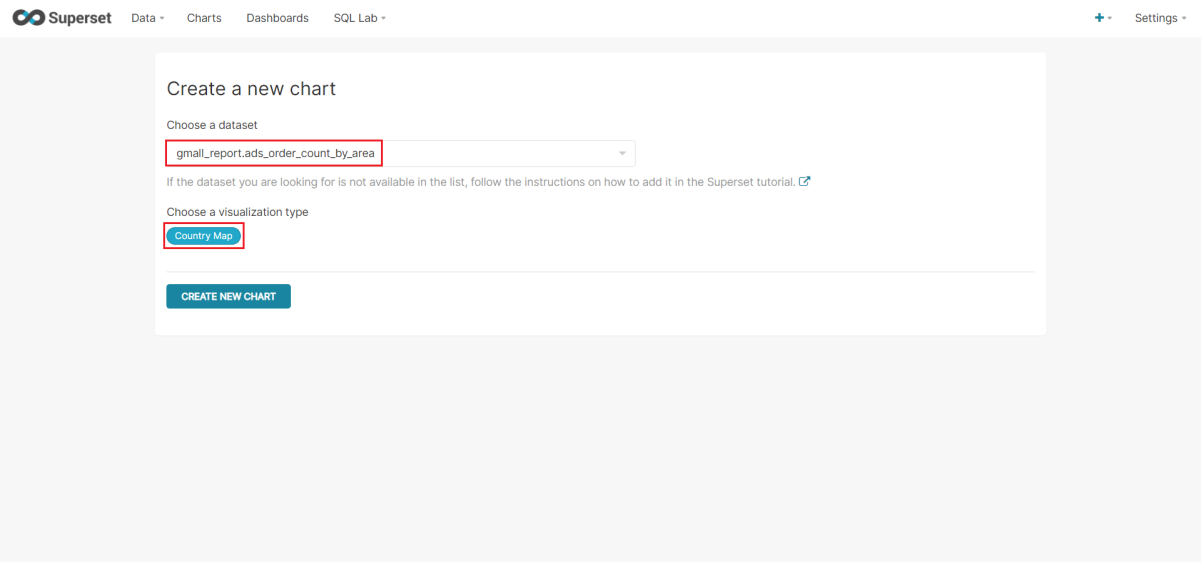 Superset Data Charts Dashboards SQL Lab + Settings
Create a new chart
Choose a dataset
gmall_report.ads_order_count_by_area
If the dataset you are looking for is not available in the list, follow the instructions on how to add it in the Superset tutorial.
Choose a visualization type
Country Map
CREATE NEW CHART